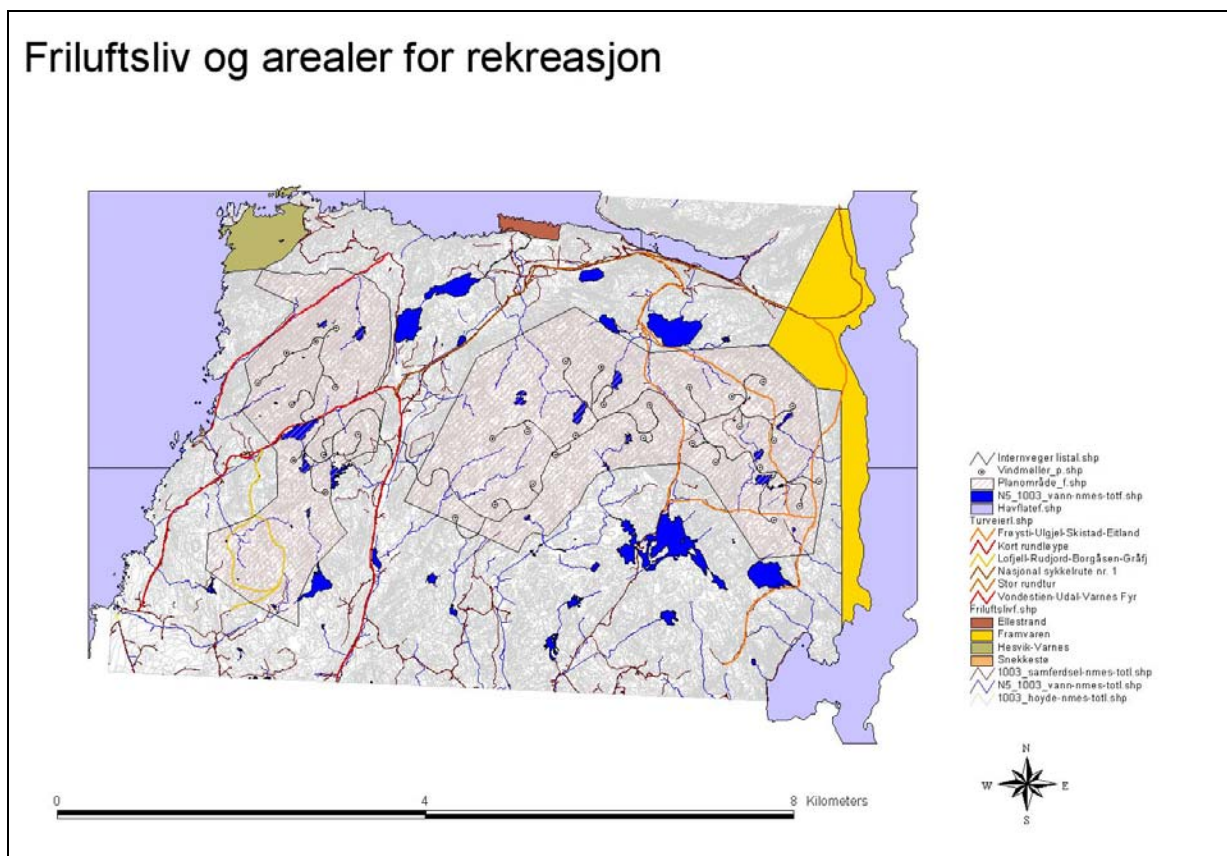 Friluftsliv og arealer for rekreasjon
Internveger listal.shp
Vindmøller_p.shp
Planområde_f.shp
N5_1003_vann-nmes-totf.shp
Havflatef.shp
Turveierl.shp
Frøysti-Ulgjel-Skistad-Eitland
Kort rundløype
Lofjell-Rudjord-Borgåsen-Gråfj
Nasjonal sykkelrute nr. 1
Stor rundtur
Vondestien-Udal-Varnes Fyr
Friluftslivf.shp
Ellestrand
Framvaren
Hesvik-Varnes
Snekkestø
1003_samferdsel-nmes-totl.shp
N5_1003_vann-nmes-totl.shp
1003_hoyde-nmes-totl.shp
N
W E
S
0 4 8 Kilometers